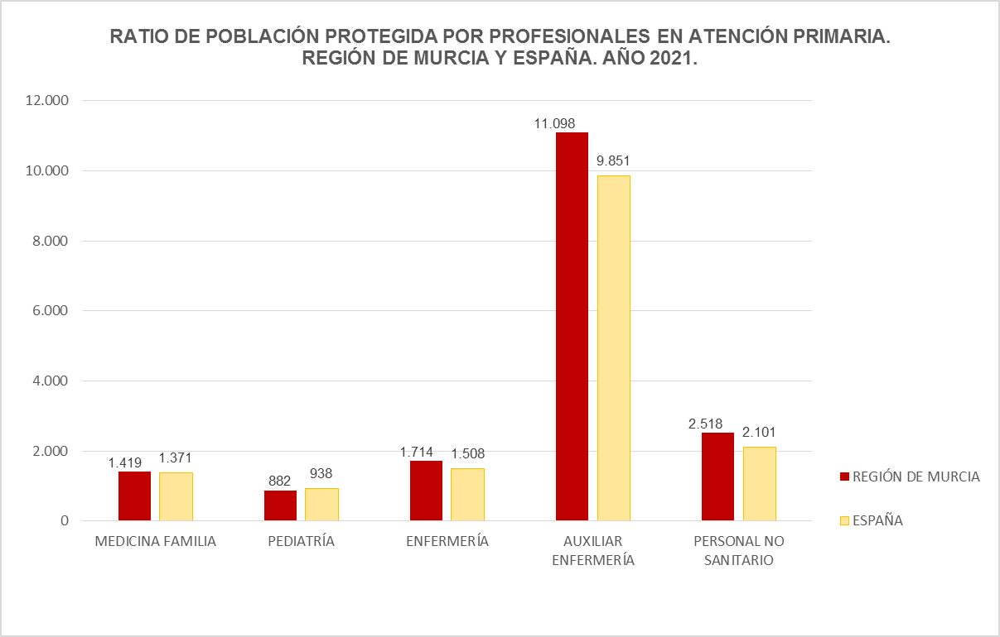 RATIO DE POBLACIÓN PROTEGIDA POR PROFESIONALES EN ATENCIÓN PRIMARIA.
REGIÓN DE MURCIA Y ESPAÑA. AÑO 2021.
12.000
10.000
8.000
6.000
4.000
2.000
0
1.419
1.371
882
938
1.714
1.508
11.098
9.851
2.518
2.101
MEDICINA FAMILIA
PEDIATRÍA
ENFERMERÍA
AUXILIAR
ENFERMERÍA
PERSONAL NO
SANITARIO
REGIÓN DE MURCIA
ESPAÑA